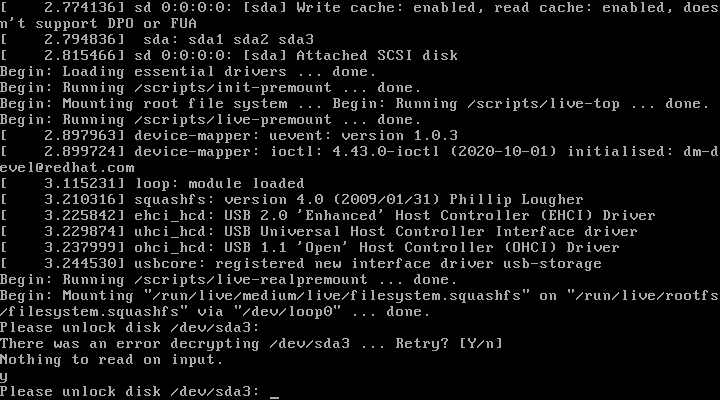 [    2.774136] sd 0:0:0:0: [sda] Write cache: enabled, read cache: enabled, does
n't support DPO or FUA
[    2.794836]  sda: sda1 sda2 sda3
[    2.815466] sd 0:0:0:0: [sda] Attached SCSI disk
Begin: Loading essential drivers ... done.
Begin: Running /scripts/init-premount ... done.
Begin: Mounting root file system ... Begin: Running /scripts/live-top ... done.
Begin: Running /scripts/live-premount ... done.
[    2.897963] device-mapper: uevent: version 1.0.3
[    2.899724] device-mapper: ioctl: 4.43.0-ioctl (2020-10-01) initialised: dm-d
evel@redhat.com
[    3.115231] loop: module loaded
[    3.210316] squashfs: version 4.0 (2009/01/31) Phillip Lougher
[    3.225842] ehci_hcd: USB 2.0 'Enhanced' Host Controller (EHCI) Driver
[    3.229874] uhci_hcd: USB Universal Host Controller Interface driver
[    3.237999] ohci_hcd: USB 1.1 'Open' Host Controller (OHCI) Driver
[    3.244530] usbcore: registered new interface driver usb-storage
Begin: Running /scripts/live-realpremount ... done.
Begin: Mounting "/run/live/medium/live/filesystem.squashfs" on "/run/live/rootfs
/filesystem.squashfs" via "/dev/loop0" ... done.
Please unlock disk /dev/sda3:
There was an error decrypting /dev/sda3 ... Retry? [Y/n]
Nothing to read on input.
y
Please unlock disk /dev/sda3: _